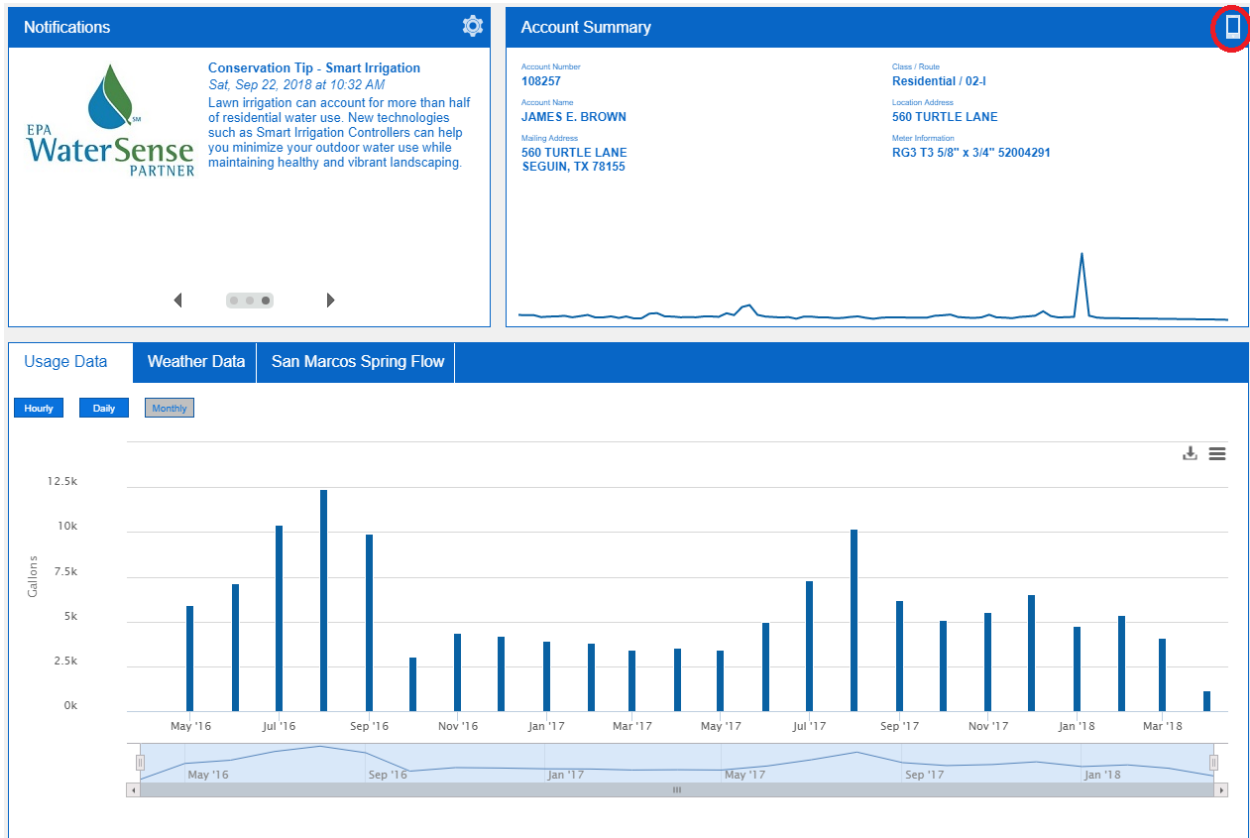 Notifications
EPA
WaterSense
SM
PARTNER
Conservation Tip - Smart Irrigation
Sat, Sep 22, 2018 at 10:32 AM
Lawn irrigation can account for more than half
of residential water use. New technologies
such as Smart Irrigation Controllers can help
you minimize your outdoor water use while
maintaining healthy and vibrant landscaping.
Account Summary
Account Number
108257
Account Name
JAMES E. BROWN
Mailing Address
560 TURTLE LANE
SEGUIN, TX 78155
Class / Route
Residential / 02-I
Location Address
560 TURTLE LANE
Meter Information
RG3 T3 5/8" x 3/4" 52004291
Usage Data Weather Data San Marcos Spring Flow
Hourly Daily Monthly
Gallons
12.5k
10k
7.5k
5k
2.5k
0k
May '16 Jul '16 Sep '16 Nov '16 Jan '17 Mar '17 May '17 Jul '17 Sep '17 Nov '17 Jan '18 Mar '18
May '16 Sep '16 Jan '17 May '17 Sep '17 Jan '18